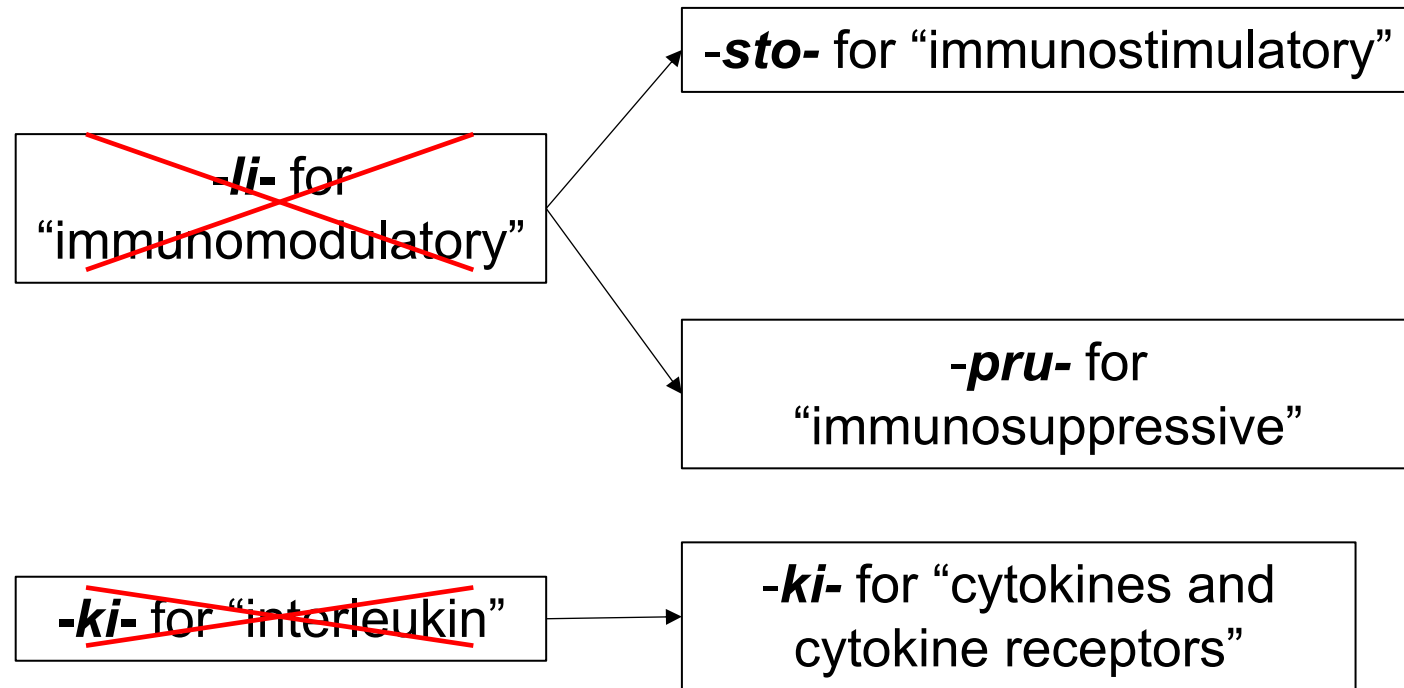 -sto- for “immunostimulatory”
-li- for
“immunomodulatory”
-pru- for
“immunosuppressive”
-ki- for “interleukin”
-ki- for “cytokines and
cytokine receptors”